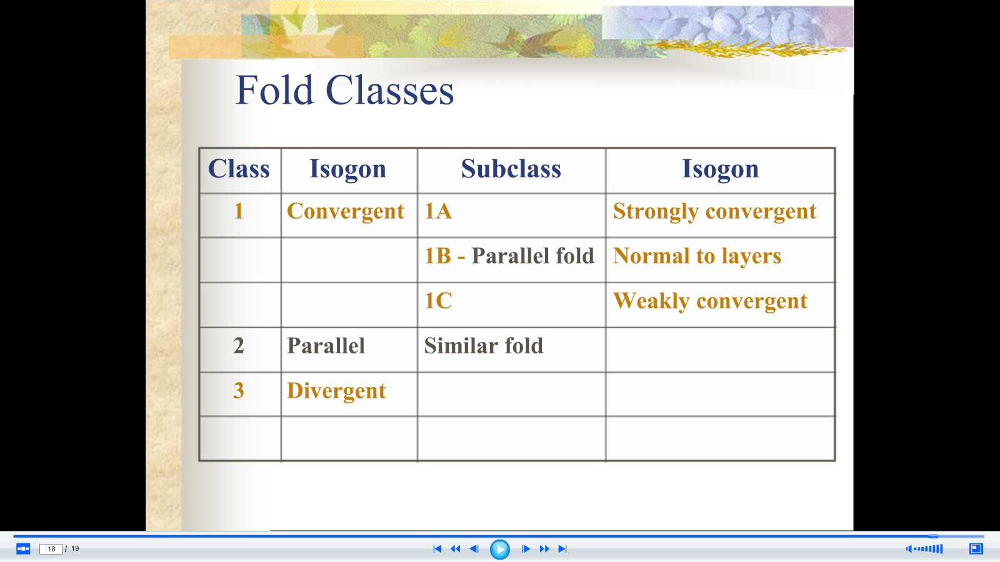 Fold Classes
Class Isogon Subclass Isogon
1 Convergent 1A Strongly convergent
1B - Parallel fold Normal to layers
1C Weakly convergent
2 Parallel Similar fold
3 Divergent
18 / 19